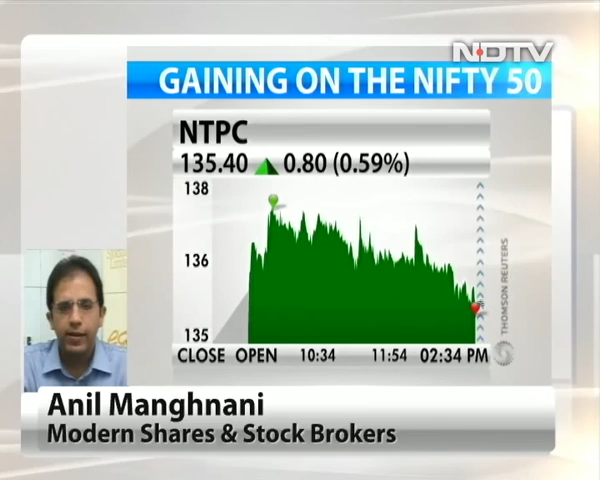 NDTV
GAINING ON THE NIFTY 50
NTPC
135.40 0.80 (0.59%)
138
136
135
CLOSE OPEN 10:34 11:54 02:34 PM
THOMSON REUTERS
Anil Manghnani
Modern Shares & Stock Brokers